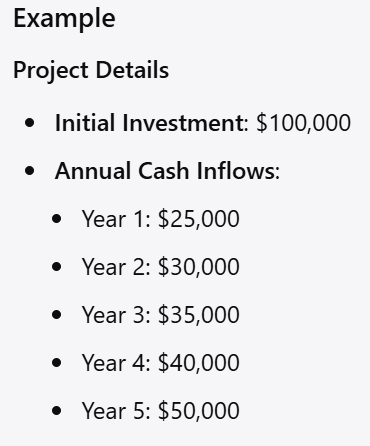 Example
Project Details
• Initial Investment: $100,000
• Annual Cash Inflows:
• Year 1: $25,000
• Year 2: $30,000
• Year 3: $35,000
• Year 4: $40,000
• Year 5: $50,000